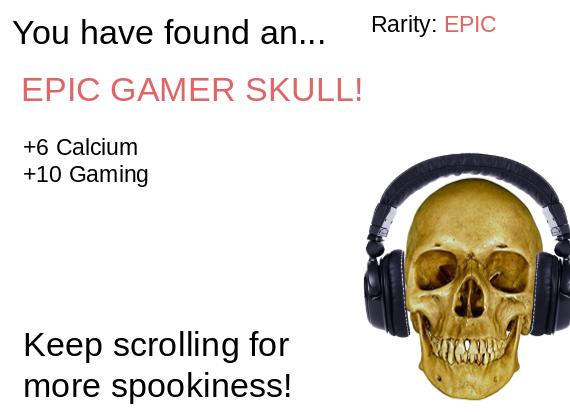 You have found an...
Rarity: EPIC
EPIC GAMER SKULL!
+6 Calcium
+10 Gaming
Keep scrolling for
more spookiness!